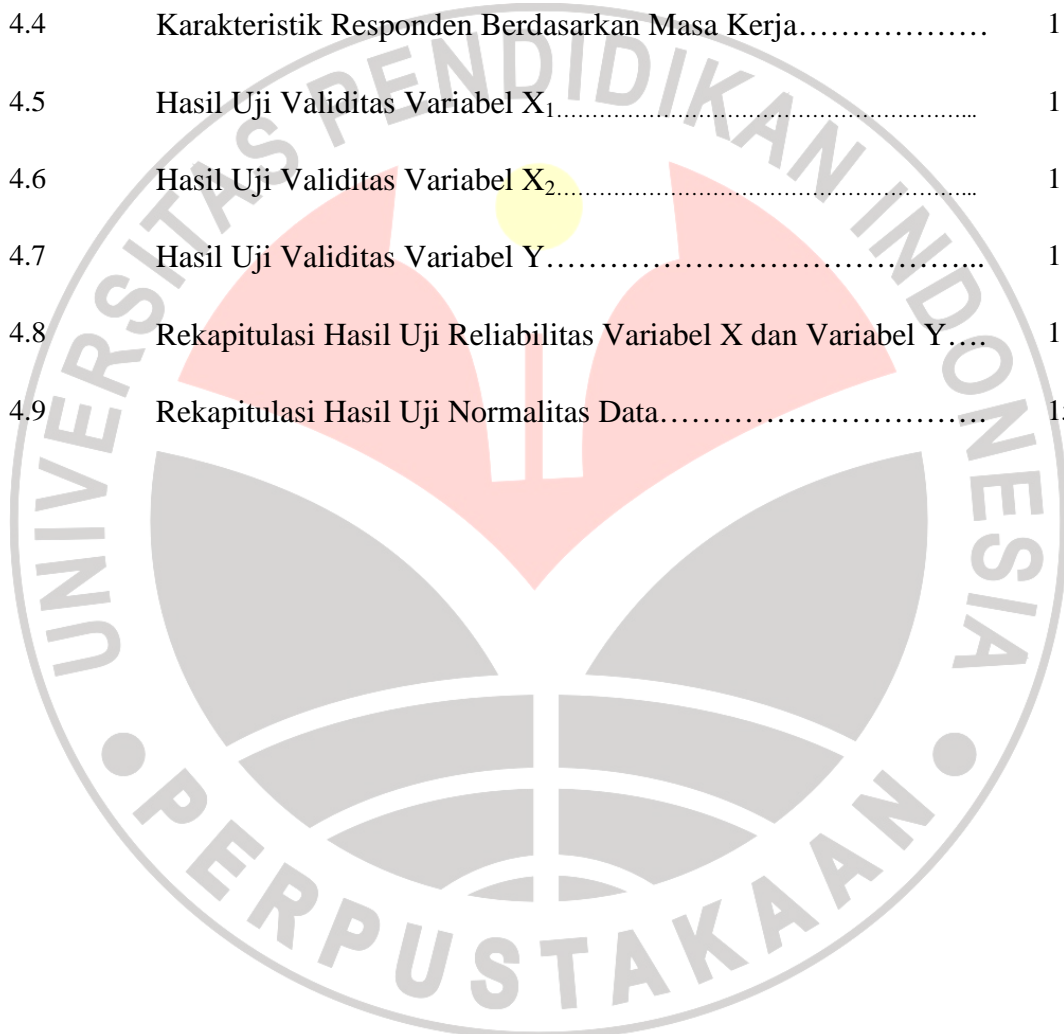 4.4 Karakteristik Responden Berdasarkan Masa Kerja……………… 1
4.5 Hasil Uji Validitas Variabel X₁…………………………………………………... 1
4.6 Hasil Uji Validitas Variabel X₂…………………………………………………... 1
4.7 Hasil Uji Validitas Variabel Y…………………………………... 1
4.8 Rekapitulasi Hasil Uji Reliabilitas Variabel X dan Variabel Y…. 1
4.9 Rekapitulasi Hasil Uji Normalitas Data…………………………. 1
UNIVERSITAS PENDIDIKAN INDONESIA
PERPUSTAKAAN